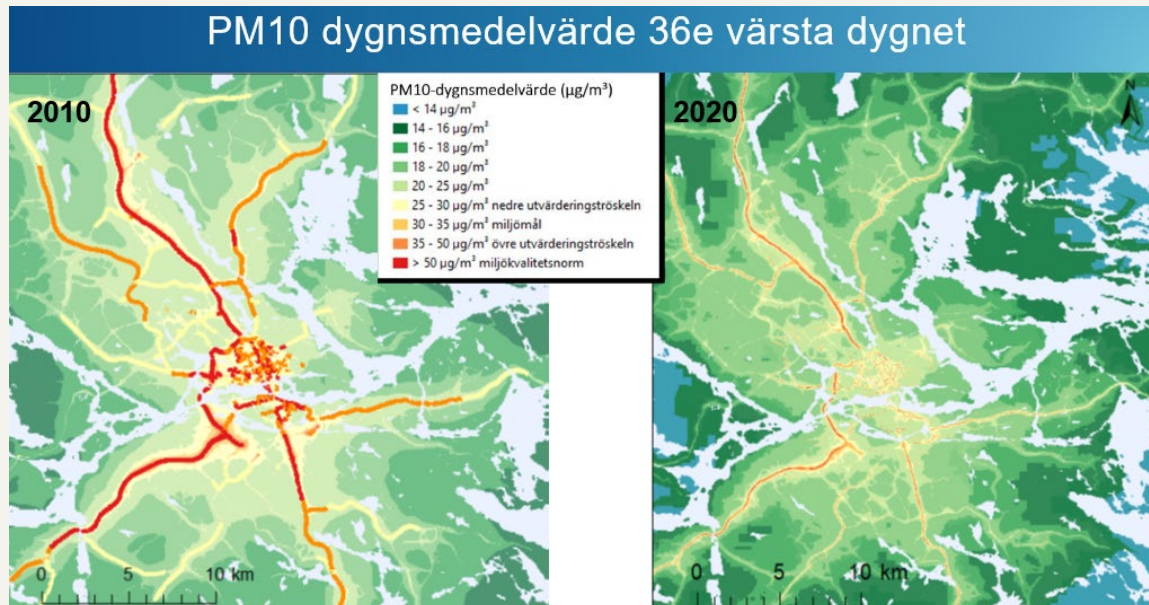 PM10 dygnsmedelvärde 36e värsta dygnet
2010
PM10-dygnsmedelvärde (µg/m³)
< 14 µg/m³
14 - 16 µg/m³
16 - 18 µg/m³
18 - 20 µg/m³
20 - 25 µg/m³
25 - 30 µg/m³ nedre utvärderingströskeln
30 - 35 µg/m³ miljömål
35 - 50 µg/m³ övre utvärderingströskeln
> 50 µg/m³ miljökvalitetsnorm
2020
N
0 5 10 km
0 5 10 km